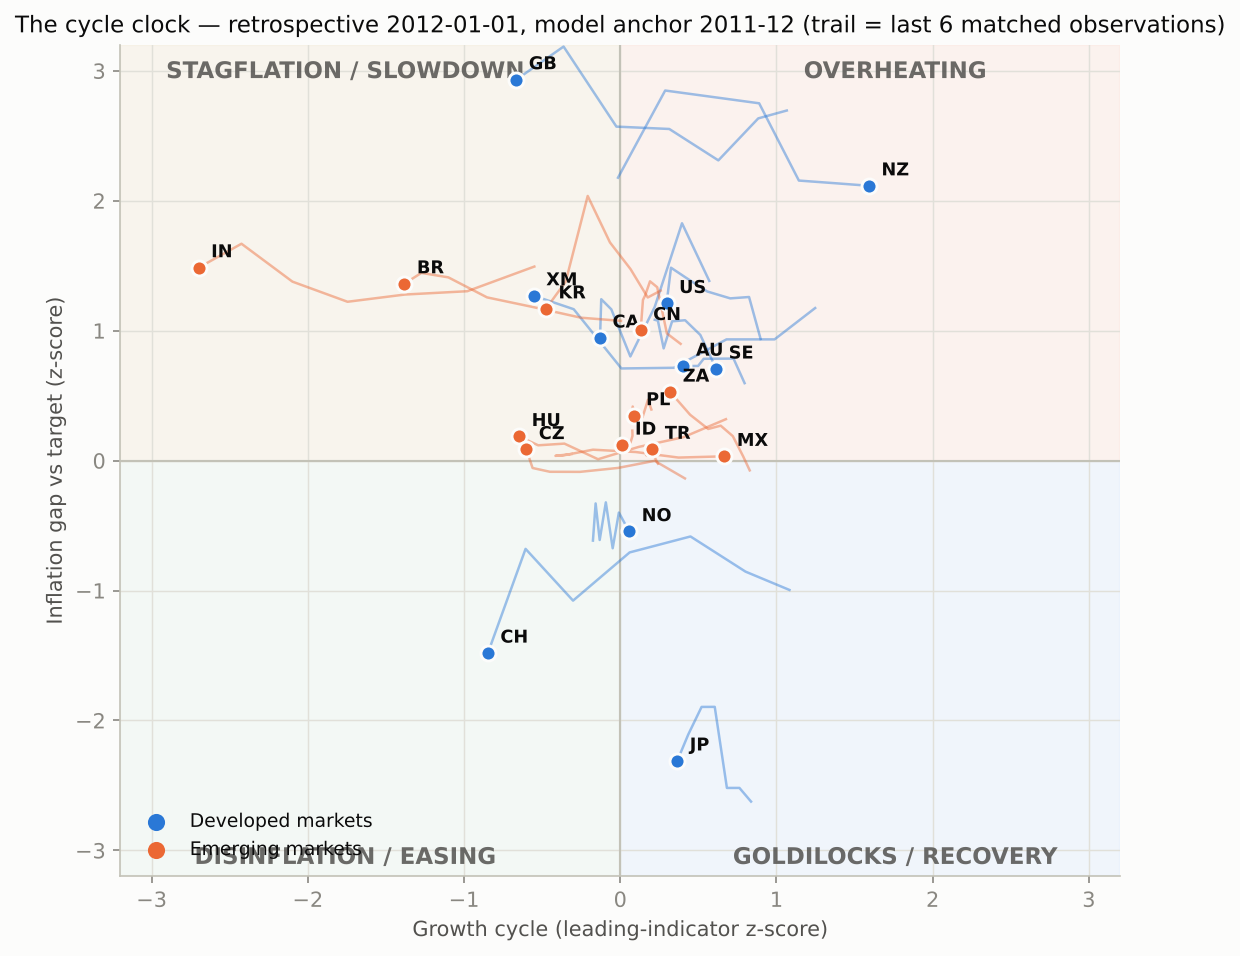 The cycle clock — retrospective 2012-01-01, model anchor 2011-12 (trail = last 6 matched observations)
STAGFLATION / SLOWDOWN
OVERHEATING
GB
NZ
IN
BR
XM
KR
US
CN
CA
AU
SE
ZA
PL
HU
CZ
ID
TR
MX
NO
CH
JP
Developed markets
Emerging markets
DISINFLATION / EASING
GOLDILOCKS / RECOVERY
3
2
1
0
−1
−2
−3
−3
−2
−1
0
1
2
3
Inflation gap vs target (z-score)
Growth cycle (leading-indicator z-score)